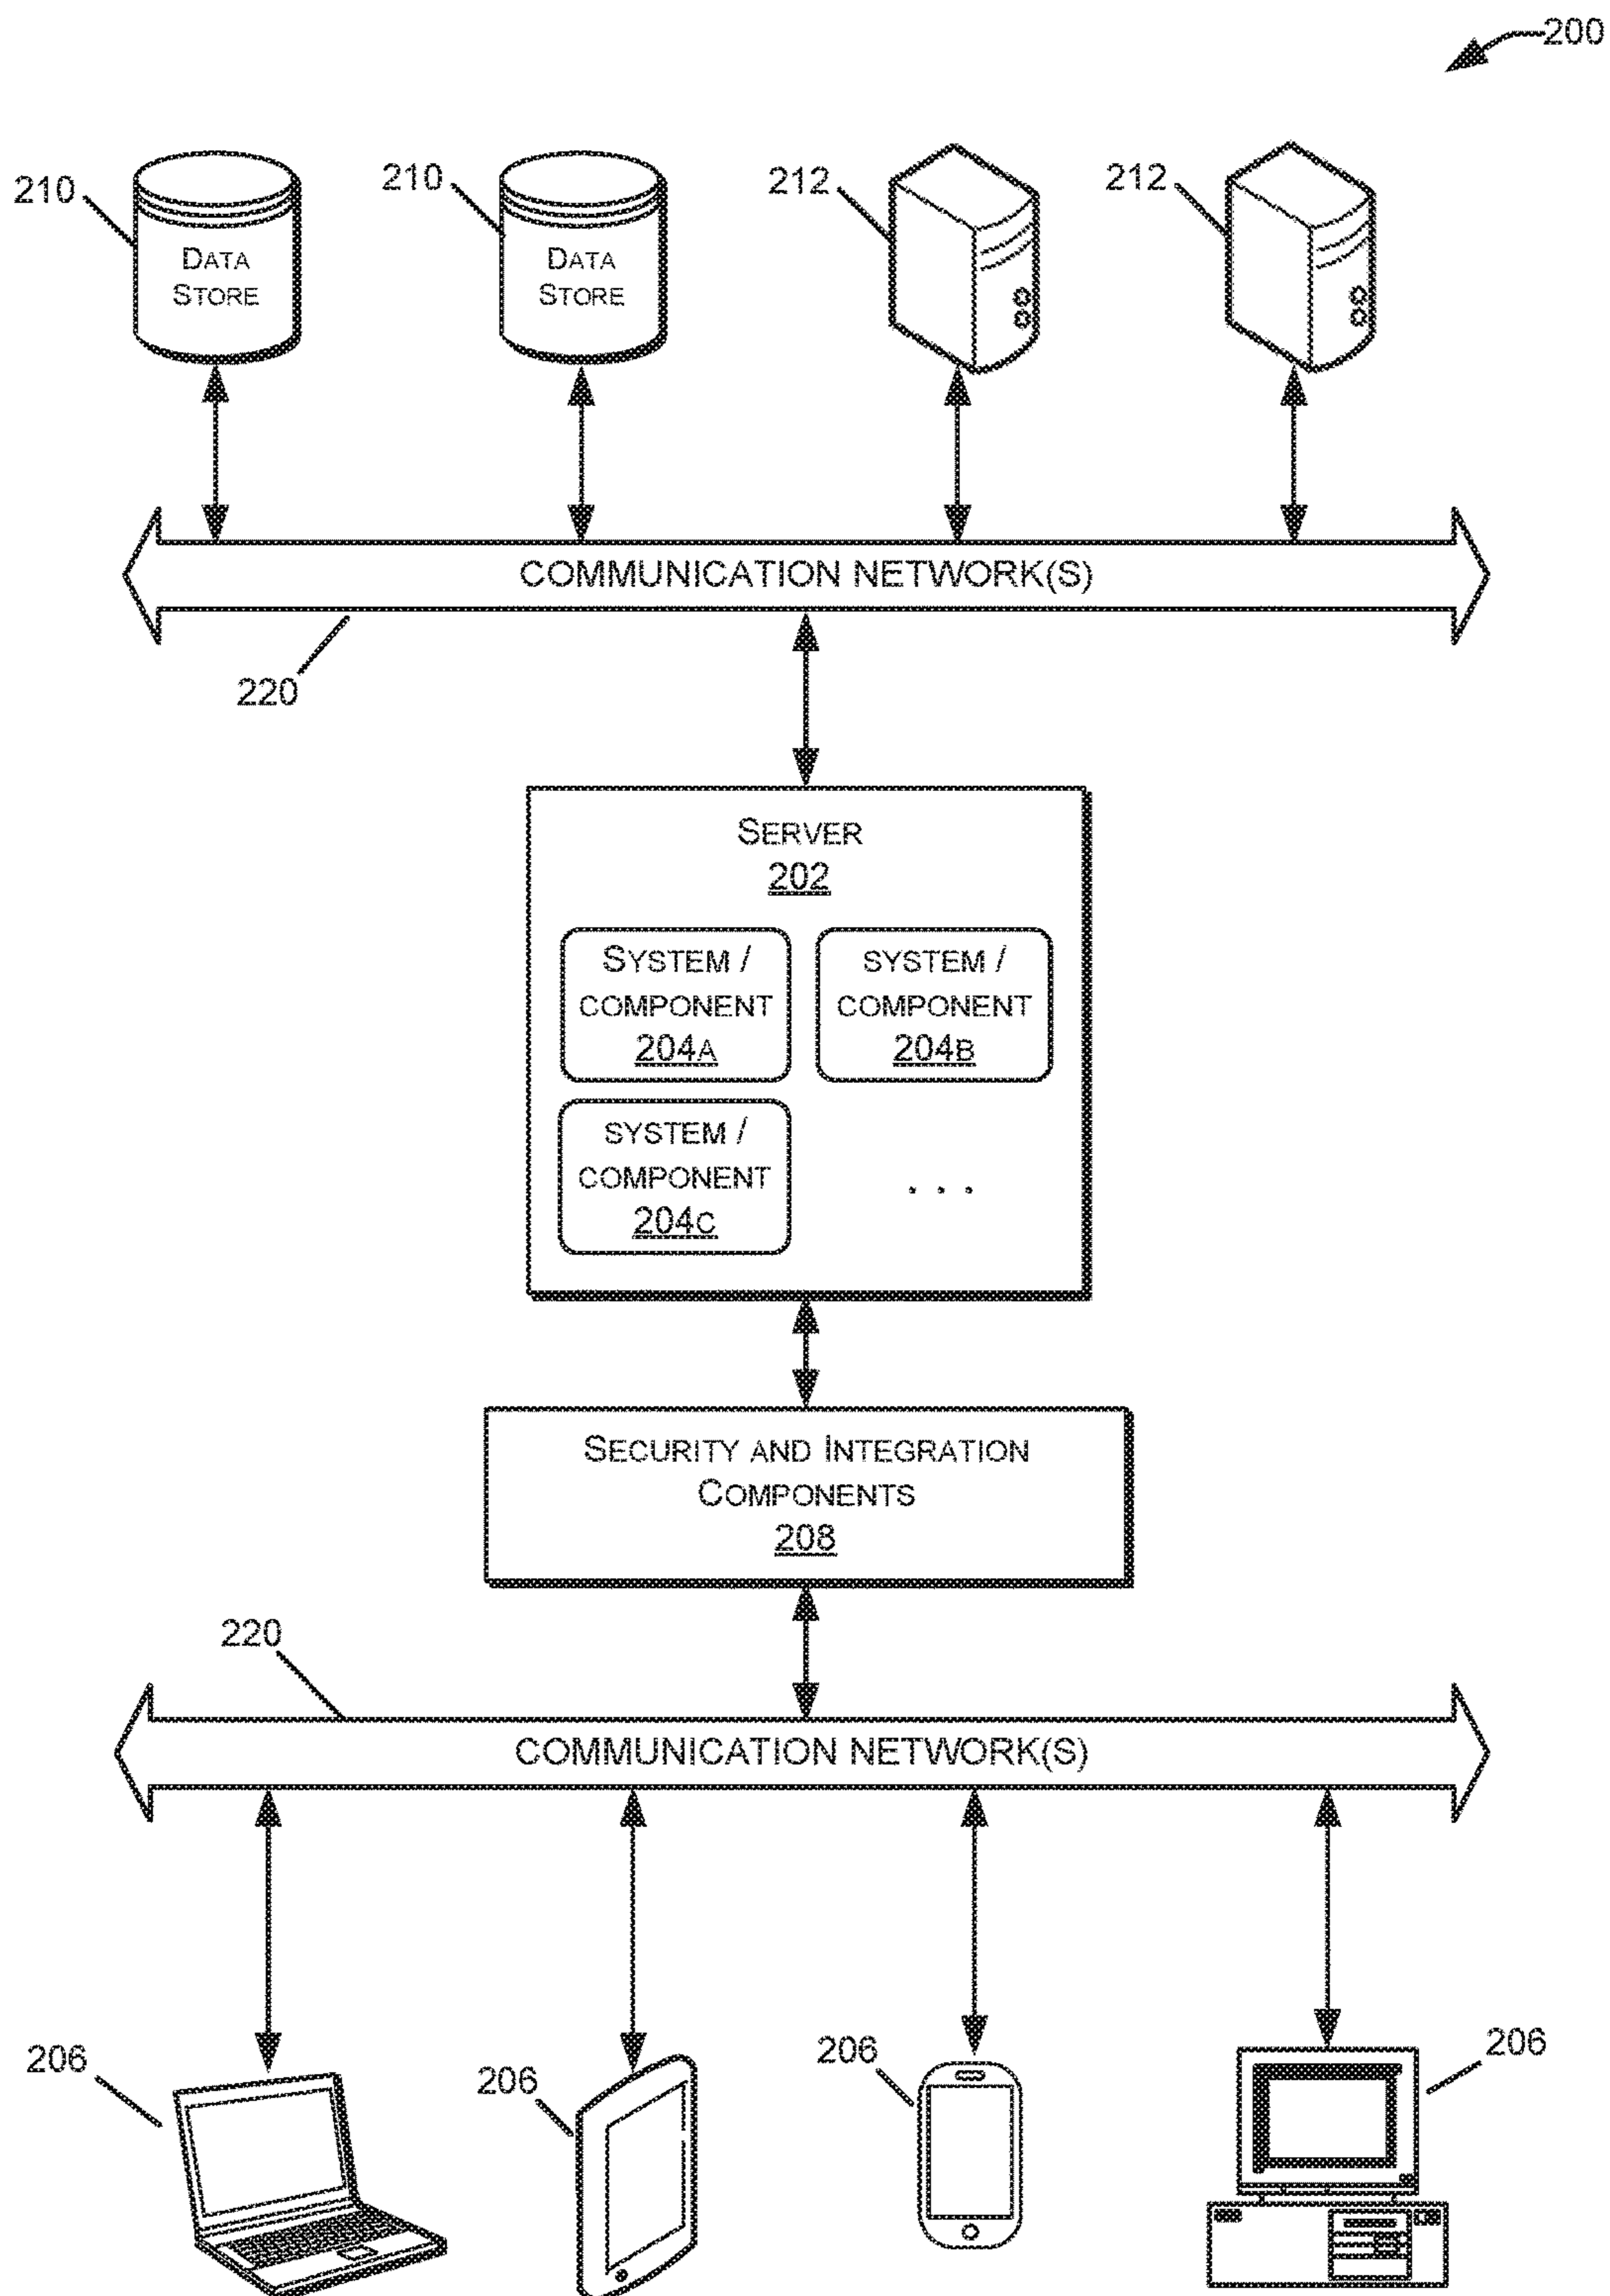 200
210
210
212
212
DATA
STORE
DATA
STORE
COMMUNICATION NETWORK(S)
220
SERVER
202
SYSTEM /
COMPONENT
204A
SYSTEM /
COMPONENT
204B
SYSTEM /
COMPONENT
204C
. . .
SECURITY AND INTEGRATION
COMPONENTS
208
220
COMMUNICATION NETWORK(S)
206
206
206
206